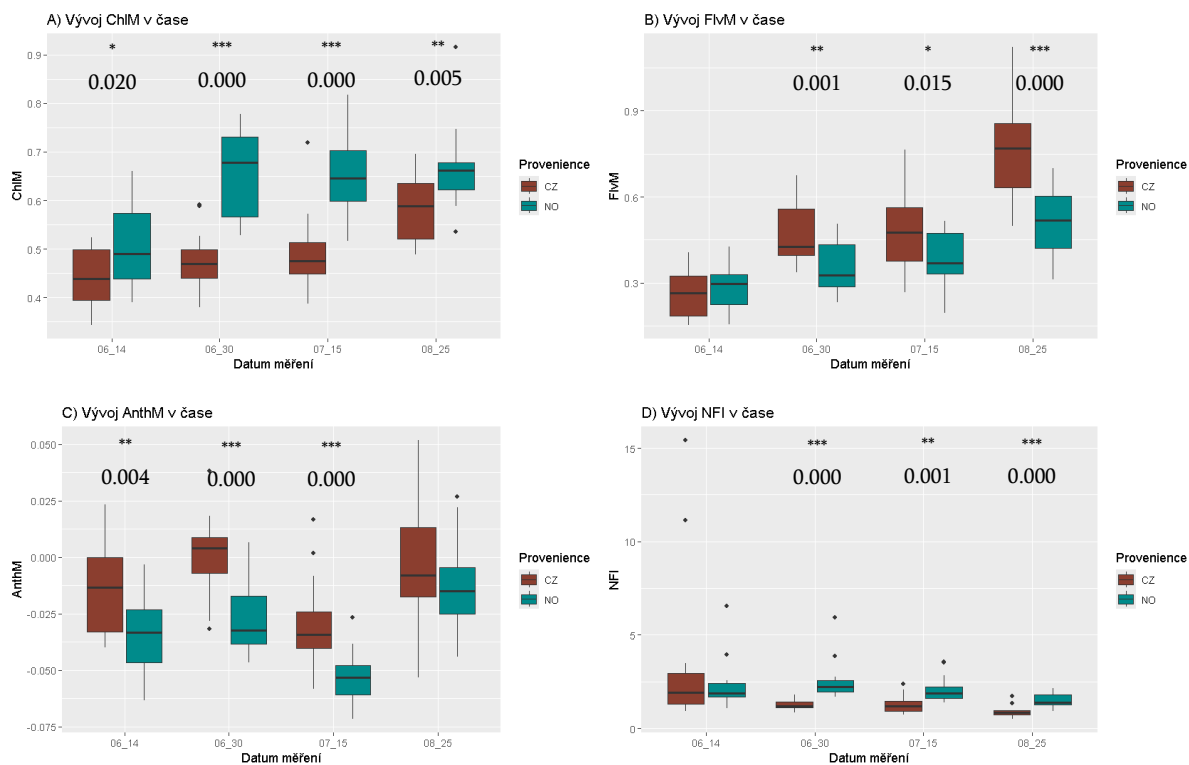 A) Vývoj ChlM v čase
* *** *** **
0.020 0.000 0.000 0.005
0.9
0.8
0.7
0.6
0.5
0.4
ChlM
06_14 06_30 07_15 08_25
Datum měření
Provenience
CZ
NO
B) Vývoj FlvM v čase
** * ***
0.001 0.015 0.000
0.9
0.6
0.3
FlvM
06_14 06_30 07_15 08_25
Datum měření
Provenience
CZ
NO
C) Vývoj AnthM v čase
** *** ***
0.004 0.000 0.000
0.050
0.025
0.000
-0.025
-0.050
-0.075
AnthM
06_14 06_30 07_15 08_25
Datum měření
Provenience
CZ
NO
D) Vývoj NFI v čase
*** ** ***
0.000 0.001 0.000
15
10
5
0
NFI
06_14 06_30 07_15 08_25
Datum měření
Provenience
CZ
NO